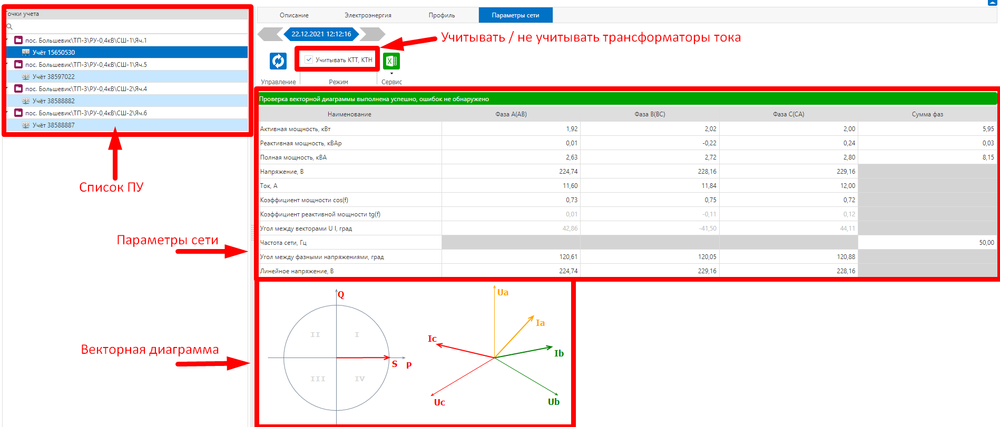 Точки учета
пос. Большевик\ТП-3\РУ-0,4кВ\СШ-1\Яч.1
Учёт 15650530
пос. Большевик\ТП-3\РУ-0,4кВ\СШ-1\Яч.5
Учёт 38597022
пос. Большевик\ТП-3\РУ-0,4кВ\СШ-2\Яч.4
Учёт 38588882
пос. Большевик\ТП-3\РУ-0,4кВ\СШ-2\Яч.6
Учёт 38588887
Список ПУ
Параметры сети
Векторная диаграмма
Описание Электроэнергия Профиль Параметры сети
22.12.2021 12:12:16
Учитывать / не учитывать трансформаторы тока
Учитывать КТТ, КТН
Управление Режим Сервис
Проверка векторной диаграммы выполнена успешно, ошибок не обнаружено
Наименование Фаза A(AB) Фаза B(BC) Фаза C(CA) Сумма фаз
Активная мощность, кВт 1,92 2,02 2,00 5,95
Реактивная мощность, кВАр 0,01 -0,22 0,24 0,03
Полная мощность, кВА 2,63 2,72 2,80 8,15
Напряжение, В 224,74 228,16 229,16
Ток, А 11,60 11,84 12,00
Коэффициент мощности cos(f) 0,73 0,75 0,72
Коэффициент реактивной мощности tg(f) 0,01 -0,11 0,12
Угол между векторами U I, град 42,86 -41,50 44,11
Частота сети, Гц 50,00
Угол между фазными напряжениями, град 120,61 120,05 120,88
Линейное напряжение, В 224,74 229,16 228,16
Q
II I
S P
III IV
Ua
Ia
Ic
Ib
Uc
Ub